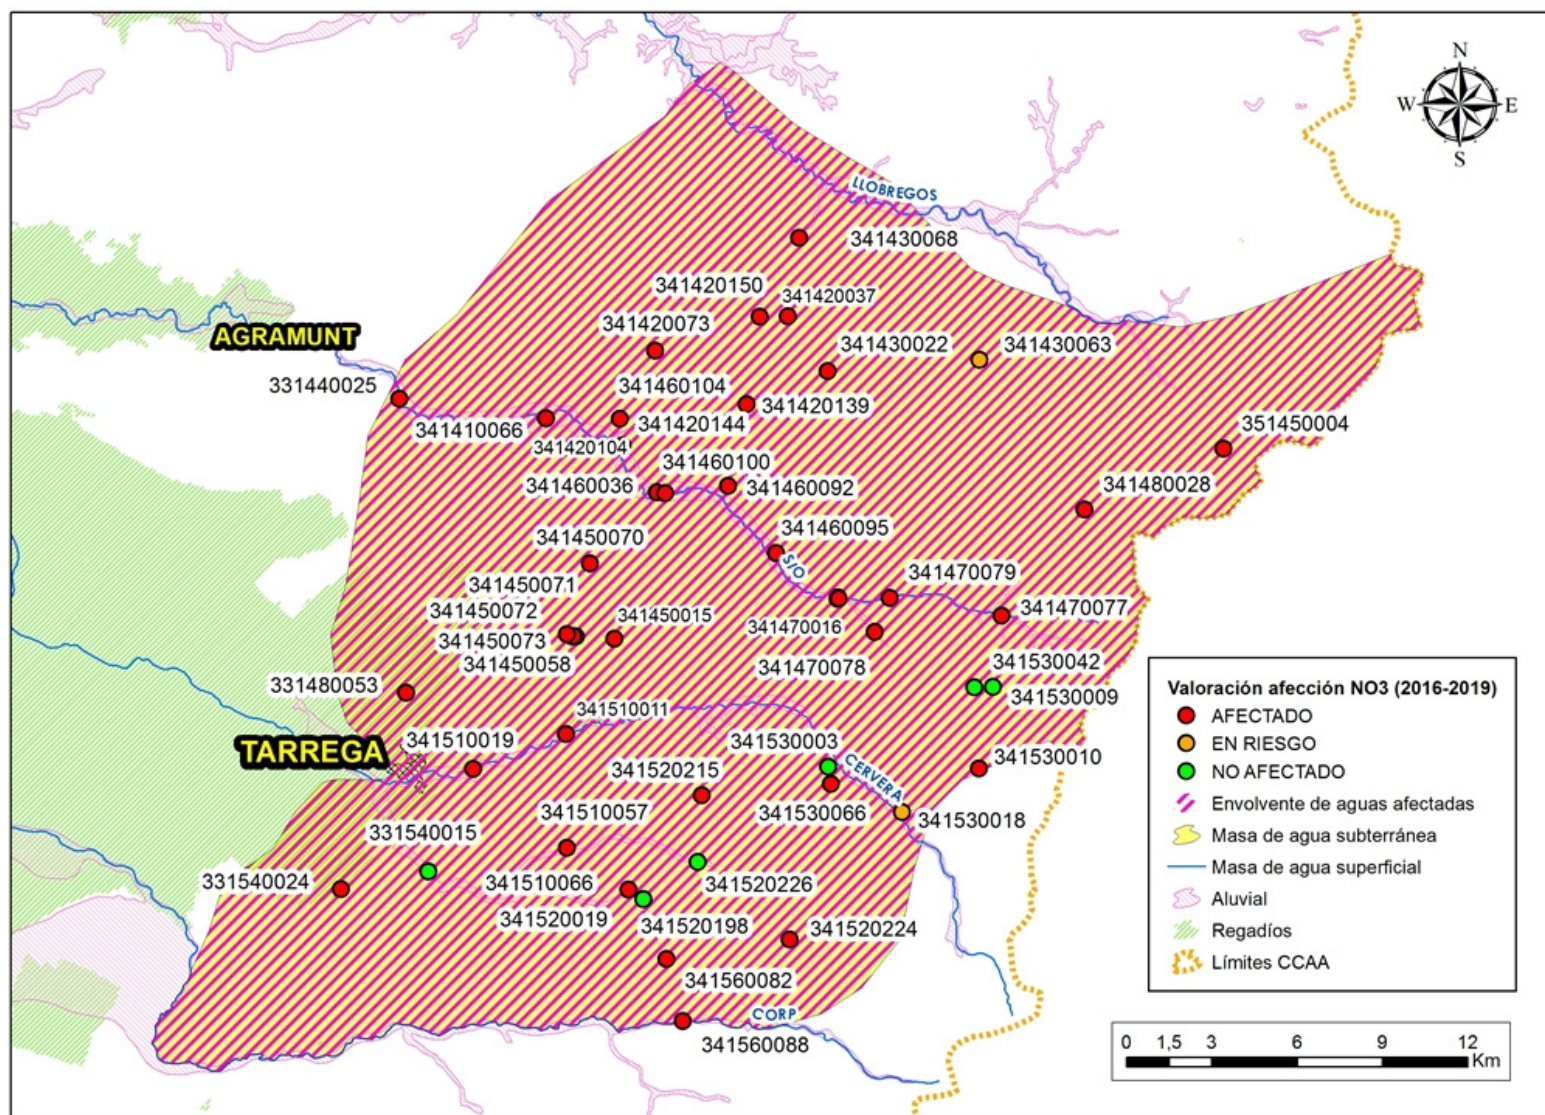 N
W
E
S
LLOBREGOS
341430068
341420150
341420037
341420073
AGRAMUNT
341430022
341430063
331440025
341460104
341420139
341410066
341420144
351450004
341420104
341460100
341460036
341460092
341480028
341450070
341460095
S/O
341450071
341470079
341450072
341450015
341470016
341470077
341450073
341450058
341470078
331480053
341530042
341530009
341510011
341510019
TARREGA
341530003
CERVERA
341530010
341520215
341510057
341530066
341530018
331540015
331540024
341510066
341520226
341520019
341520198
341520224
341560082
CORP
341560088
Valoración afección NO3 (2016-2019)
AFECTADO
EN RIESGO
NO AFECTADO
Envolvente de aguas afectadas
Masa de agua subterránea
Masa de agua superficial
Aluvial
Regadíos
Límites CCAA
0 1,5 3 6 9 12
Km